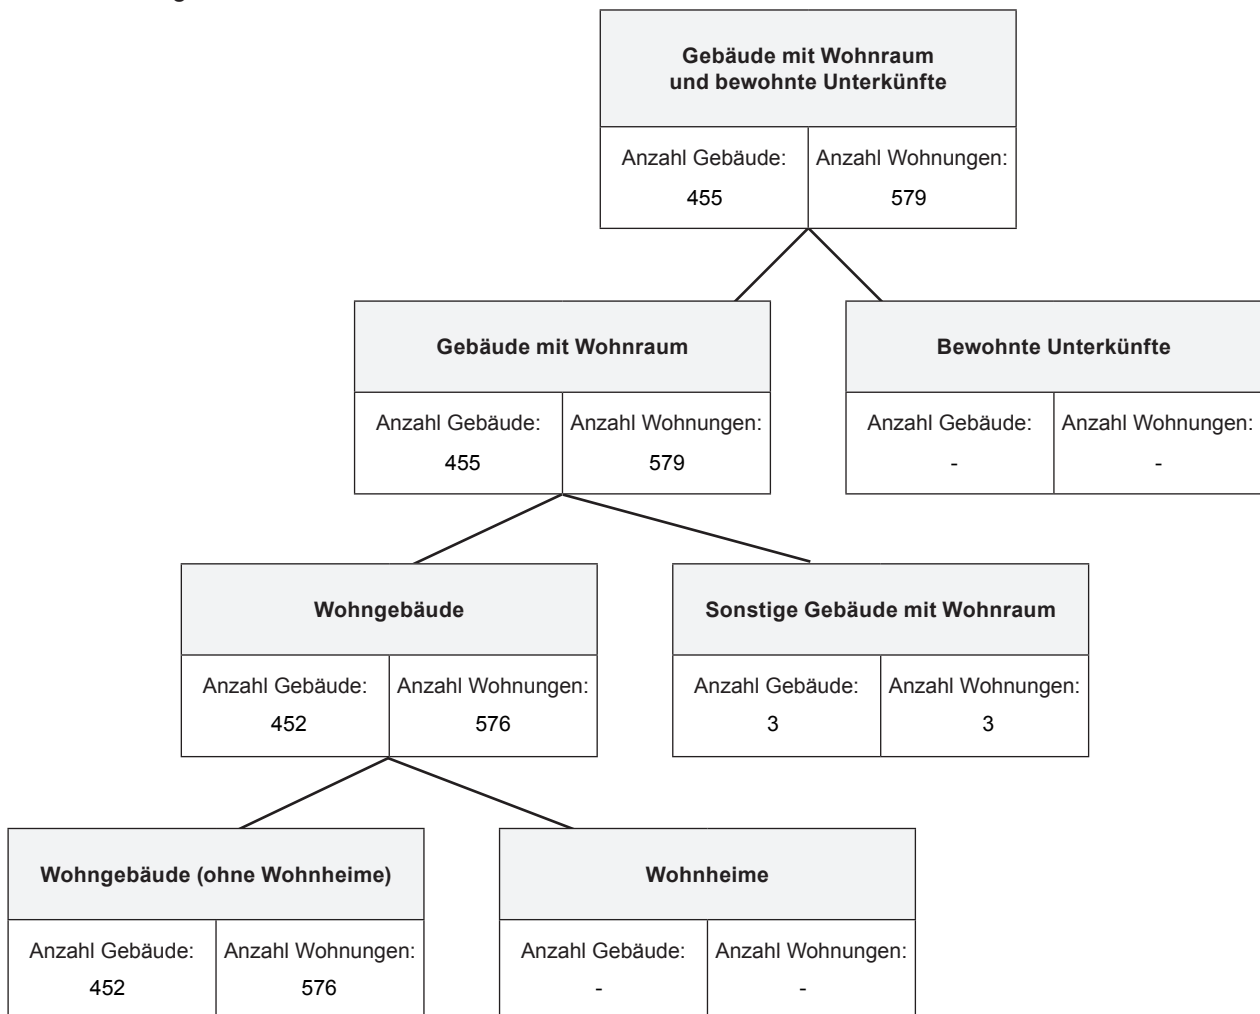 Gebäude mit Wohnraum
und bewohnte Unterkünfte
Anzahl Gebäude: Anzahl Wohnungen:
455 579
Gebäude mit Wohnraum
Anzahl Gebäude: Anzahl Wohnungen:
455 579
Bewohnte Unterkünfte
Anzahl Gebäude: Anzahl Wohnungen:
- -
Wohngebäude
Anzahl Gebäude: Anzahl Wohnungen:
452 576
Sonstige Gebäude mit Wohnraum
Anzahl Gebäude: Anzahl Wohnungen:
3 3
Wohngebäude (ohne Wohnheime)
Anzahl Gebäude: Anzahl Wohnungen:
452 576
Wohnheime
Anzahl Gebäude: Anzahl Wohnungen:
- -